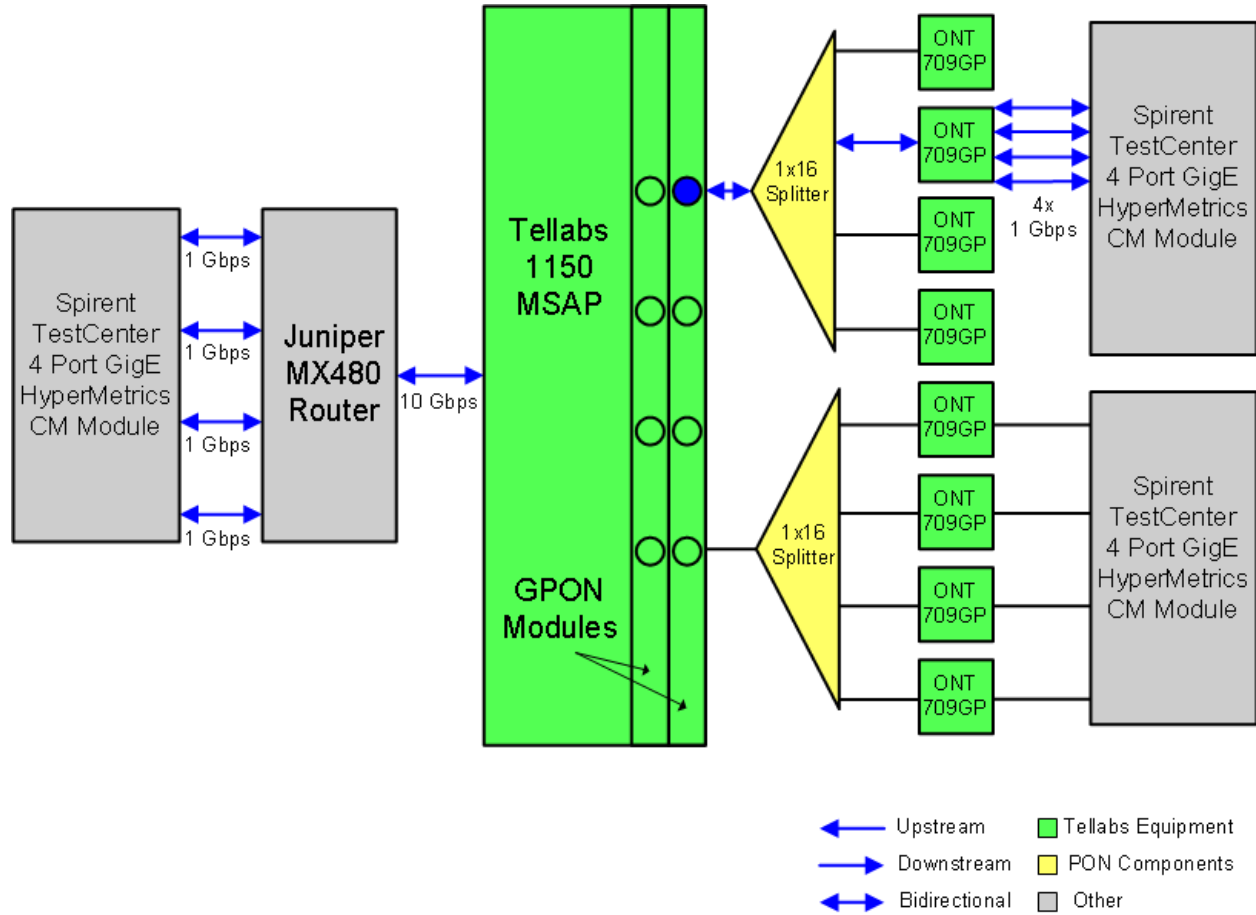 Spirent
TestCenter
4 Port GigE
HyperMetrics
CM Module
1 Gbps
1 Gbps
1 Gbps
1 Gbps
Juniper
MX480
Router
10 Gbps
Tellabs
1150
MSAP
GPON
Modules
1x16
Splitter
1x16
Splitter
ONT
709GP
ONT
709GP
ONT
709GP
ONT
709GP
ONT
709GP
ONT
709GP
ONT
709GP
ONT
709GP
4x
1 Gbps
Spirent
TestCenter
4 Port GigE
HyperMetrics
CM Module
Spirent
TestCenter
4 Port GigE
HyperMetrics
CM Module
Upstream
Downstream
Bidirectional
Tellabs Equipment
PON Components
Other